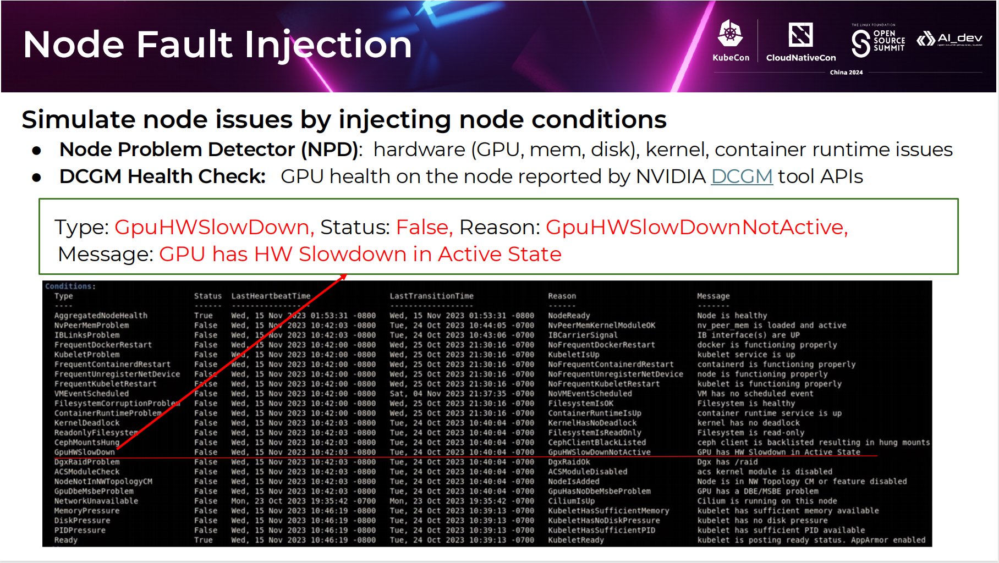 Node Fault Injection
KubeCon
CloudNativeCon
THE LINUX FOUNDATION
OPEN
SOURCE
SUMMIT
AI_dev
Open Source GenAI & ML Summit
China 2024
Simulate node issues by injecting node conditions
● Node Problem Detector (NPD): hardware (GPU, mem, disk), kernel, container runtime issues
● DCGM Health Check: GPU health on the node reported by NVIDIA DCGM tool APIs
Type: GpuHWSlowDown, Status: False, Reason: GpuHWSlowDownNotActive,
Message: GPU has HW Slowdown in Active State
Conditions:
Type Status LastHeartbeatTime LastTransitionTime Reason Message
---- ------ ----------------- ------------------ ------ -------
AggregatedNodeHealth True Wed, 15 Nov 2023 01:53:31 -0800 Wed, 15 Nov 2023 01:53:31 -0800 NodeReady Node is healthy
NvPeerMemProblem False Wed, 15 Nov 2023 10:42:03 -0800 Tue, 24 Oct 2023 10:44:05 -0700 NvPeerMemKernelModuleOK nv_peer_mem is loaded and active
IBLinksProblem False Wed, 15 Nov 2023 10:42:03 -0800 Tue, 24 Oct 2023 10:43:06 -0700 IBCarrierSignal IB interface(s) are UP
FrequentDockerRestart False Wed, 15 Nov 2023 10:42:00 -0800 Wed, 25 Oct 2023 21:30:16 -0700 NoFrequentDockerRestart docker is functioning properly
KubeletProblem False Wed, 15 Nov 2023 10:42:00 -0800 Wed, 25 Oct 2023 21:30:16 -0700 KubeletIsUp kubelet service is up
FrequentContainerdRestart False Wed, 15 Nov 2023 10:42:00 -0800 Wed, 25 Oct 2023 21:30:16 -0700 NoFrequentContainerdRestart containerd is functioning properly
FrequentUnregisterNetDevice False Wed, 15 Nov 2023 10:42:00 -0800 Wed, 25 Oct 2023 21:30:16 -0700 NoFrequentUnregisterNetDevice node is functioning properly
FrequentKubeletRestart False Wed, 15 Nov 2023 10:42:00 -0800 Wed, 25 Oct 2023 21:30:16 -0700 NoFrequentKubeletRestart kubelet is functioning properly
VMEventScheduled False Wed, 15 Nov 2023 10:42:00 -0800 Sat, 04 Nov 2023 21:37:35 -0700 NoVMEventScheduled VM has no scheduled event
FilesystemCorruptionProblem False Wed, 15 Nov 2023 10:42:00 -0800 Wed, 25 Oct 2023 21:30:16 -0700 FilesystemIsOK Filesystem is healthy
ContainerRuntimeProblem False Wed, 15 Nov 2023 10:42:00 -0800 Wed, 25 Oct 2023 21:30:16 -0700 ContainerRuntimeIsUp container runtime service is up
KernelDeadlock False Wed, 15 Nov 2023 10:42:03 -0800 Tue, 24 Oct 2023 10:40:04 -0700 KernelHasNoDeadlock kernel has no deadlock
ReadonlyFilesystem False Wed, 15 Nov 2023 10:42:03 -0800 Tue, 24 Oct 2023 10:40:04 -0700 FilesystemIsReadOnly Filesystem is read-only
CephMountsHung False Wed, 15 Nov 2023 10:42:03 -0800 Tue, 24 Oct 2023 10:40:04 -0700 CephClientBlackListed ceph client is backlisted resulting in hung mounts
GpuHWSlowDown False Wed, 15 Nov 2023 10:42:03 -0800 Tue, 24 Oct 2023 10:40:04 -0700 GpuHWSlowDownNotActive GPU has HW Slowdown in Active State
DgxRaidProblem False Wed, 15 Nov 2023 10:42:03 -0800 Tue, 24 Oct 2023 10:40:04 -0700 DgxRaidOk Dgx has /raid
ACSModuleCheck False Wed, 15 Nov 2023 10:42:03 -0800 Tue, 24 Oct 2023 10:40:04 -0700 ACSModuleDisabled acs kernel module is disabled
NodeNotInNWTopologyCM False Wed, 15 Nov 2023 10:42:03 -0800 Tue, 24 Oct 2023 10:40:04 -0700 NodeIsAdded Node is in NW Topology CM or feature disabled
GpuDbeMsbeProblem False Wed, 15 Nov 2023 10:42:03 -0800 Tue, 24 Oct 2023 10:40:04 -0700 GpuHasNoDbeMsbeProblem GPU has a DBE/MSBE problem
NetworkUnavailable False Mon, 23 Oct 2023 19:35:42 -0700 Mon, 23 Oct 2023 19:35:42 -0700 CiliumIsUp Cilium is running on this node
MemoryPressure False Wed, 15 Nov 2023 10:46:19 -0800 Tue, 24 Oct 2023 10:39:13 -0700 KubeletHasSufficientMemory kubelet has sufficient memory available
DiskPressure False Wed, 15 Nov 2023 10:46:19 -0800 Tue, 24 Oct 2023 10:39:13 -0700 KubeletHasNoDiskPressure kubelet has no disk pressure
PIDPressure False Wed, 15 Nov 2023 10:46:19 -0800 Tue, 24 Oct 2023 10:39:13 -0700 KubeletHasSufficientPID kubelet has sufficient PID available
Ready True Wed, 15 Nov 2023 10:46:19 -0800 Tue, 24 Oct 2023 10:39:13 -0700 KubeletReady kubelet is posting ready status. AppArmor enabled